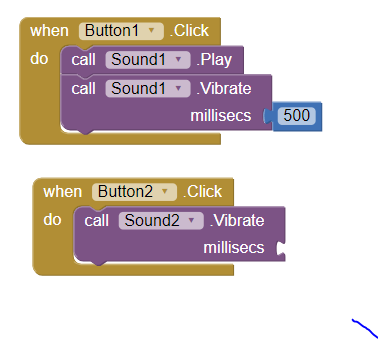 when Button1 .Click
do call Sound1 .Play
call Sound1 .Vibrate
millisecs 500
when Button2 .Click
do call Sound2 .Vibrate
millisecs